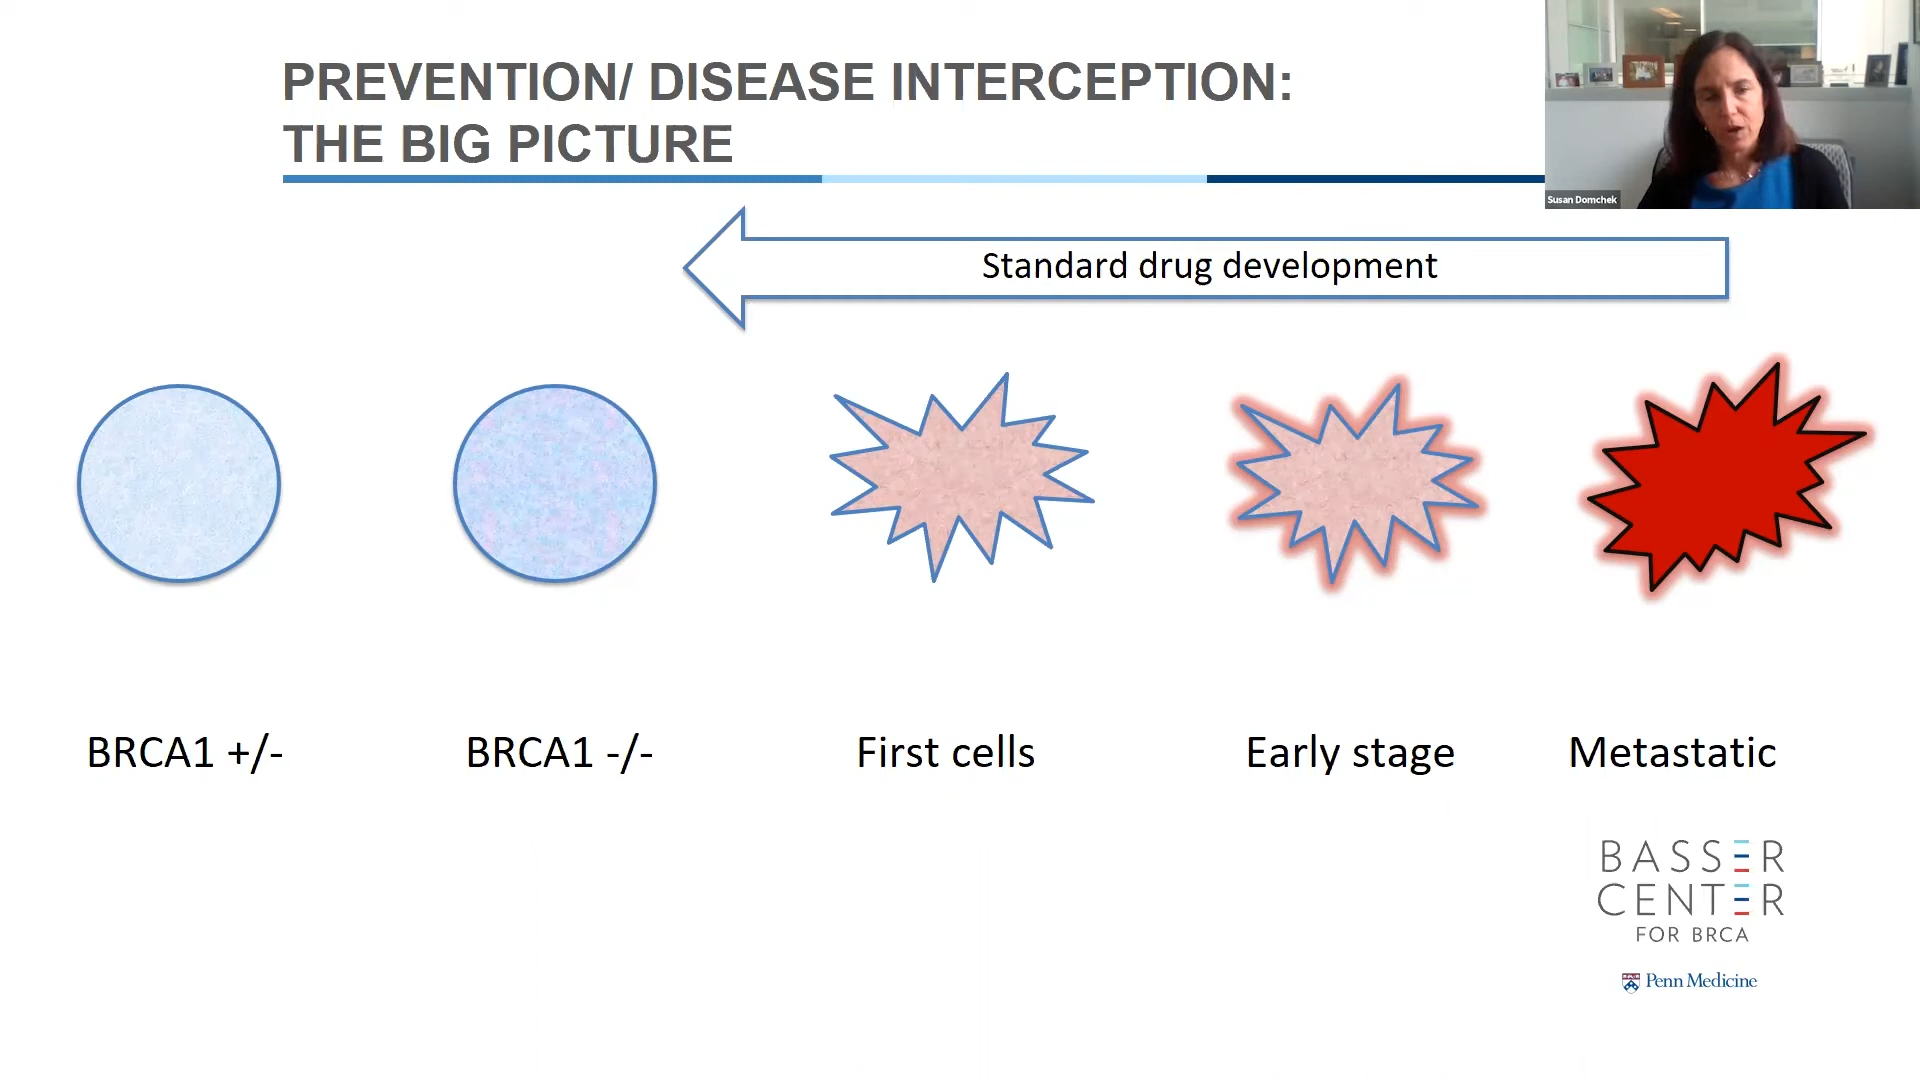 PREVENTION/ DISEASE INTERCEPTION:
THE BIG PICTURE
Susan Domchek
Standard drug development
BRCA1 +/-
BRCA1 -/-
First cells
Early stage
Metastatic
BASSER
CENTER
FOR BRCA
Penn Medicine